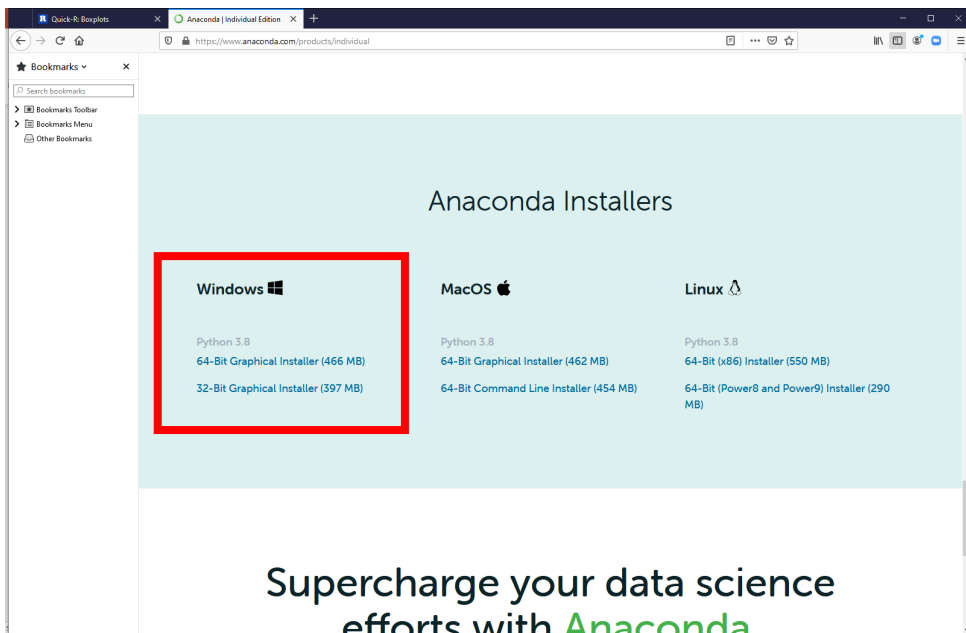 Quick-R: Boxplots
Anaconda | Individual Edition
https://www.anaconda.com/products/individual
Bookmarks
Search bookmarks
Bookmarks Toolbar
Bookmarks Menu
Other Bookmarks
Anaconda Installers
Windows
Python 3.8
64-Bit Graphical Installer (466 MB)
32-Bit Graphical Installer (397 MB)
MacOS
Python 3.8
64-Bit Graphical Installer (462 MB)
64-Bit Command Line Installer (454 MB)
Linux
Python 3.8
64-Bit (x86) Installer (550 MB)
64-Bit (Power8 and Power9) Installer (290
MB)
Supercharge your data science
efforts with Anaconda